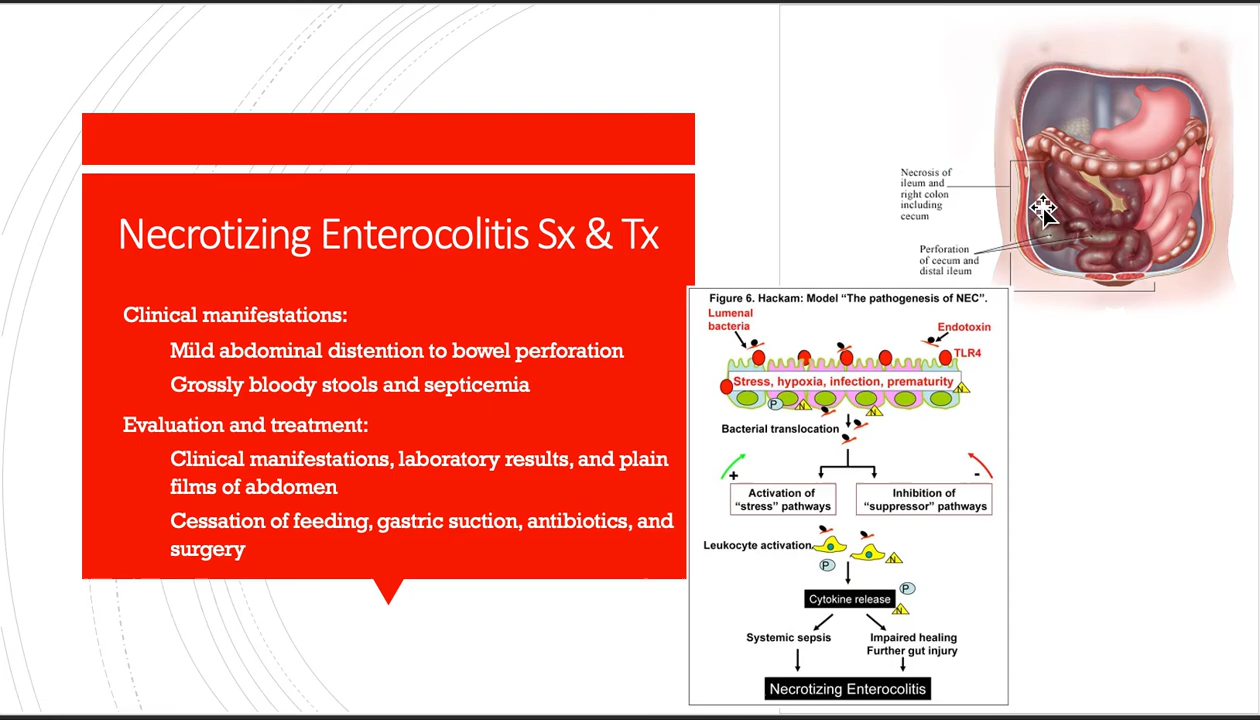 Necrotizing Enterocolitis Sx & Tx
Clinical manifestations:
Mild abdominal distention to bowel perforation
Grossly bloody stools and septicemia
Evaluation and treatment:
Clinical manifestations, laboratory results, and plain
films of abdomen
Cessation of feeding, gastric suction, antibiotics, and
surgery
Necrosis of
ileum and
right colon
including
cecum
Perforation
of cecum and
distal ileum
Figure 6. Hackam: Model “The pathogenesis of NEC”.
Lumenal
bacteria
Endotoxin
TLR4
Stress, hypoxia, infection, prematurity
N
P
N
N
Bacterial translocation
+
-
Activation of
“stress” pathways
Inhibition of
“suppressor” pathways
Leukocyte activation
P
N
Cytokine release
P
N
Systemic sepsis
Impaired healing
Further gut injury
Necrotizing Enterocolitis